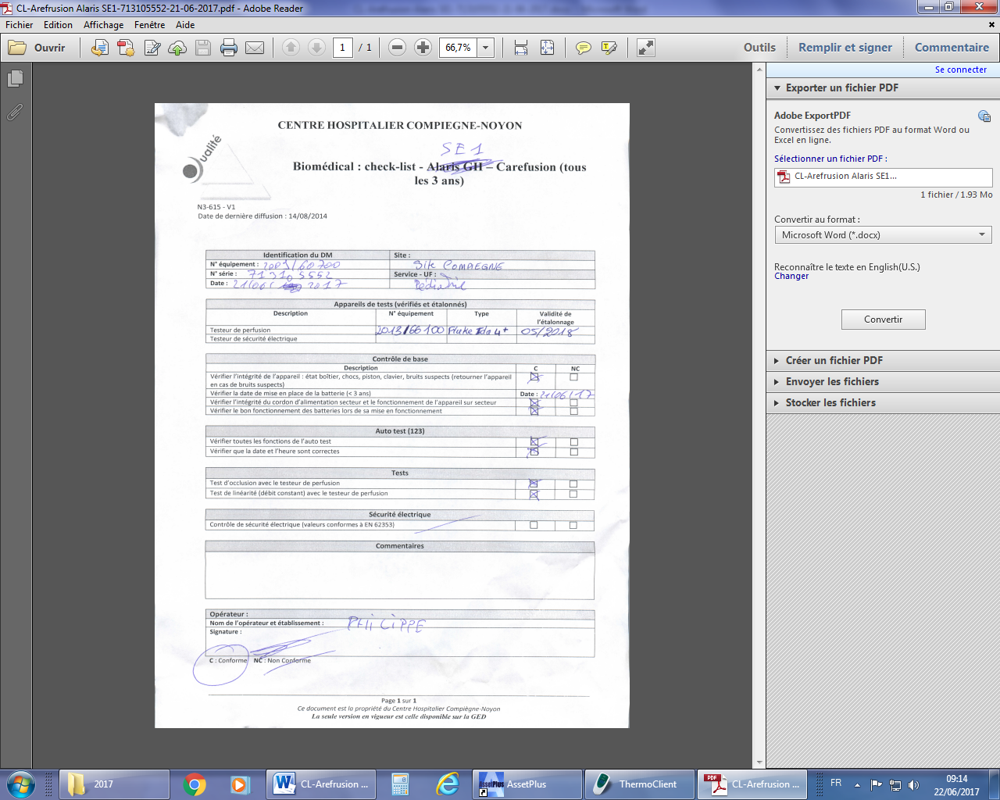 CL-Arefrusion Alaris SE1-713105552-21-06-2017.pdf - Adobe Reader
Fichier Edition Affichage Fenêtre Aide
Ouvrir 1 / 1 66,7% Outils Remplir et signer Commentaire
Se connecter
Exporter un fichier PDF
Adobe ExportPDF
Convertissez des fichiers PDF au format Word ou
Excel en ligne.
Sélectionner un fichier PDF :
CL-Arefrusion Alaris SE1...
1 fichier / 1.93 Mo
Convertir au format :
Microsoft Word (*.docx)
Reconnaître le texte en English(U.S.)
Changer
Convertir
Créer un fichier PDF
Envoyer les fichiers
Stocker les fichiers
CENTRE HOSPITALIER COMPIEGNE-NOYON
Qualité
SE1
Biomédical : check-list - Alaris GH – Carefusion (tous
les 3 ans)
N3-615 - V1
Date de dernière diffusion : 14/08/2014
Identification du DM Site :
N° équipement : 2009/60700 Site COMPIEGNE
N° série : 713105552 Service - UF :
Date : 21/06/ 2017 Pédiatrie
Appareils de tests (vérifiés et étalonnés)
Description N° équipement Type Validité de
l'étalonnage
Testeur de perfusion 2013/66100 Fluke Ida 4+ 05/2018
Testeur de sécurité électrique
Contrôle de base
Description C NC
Vérifier l'intégrité de l'appareil : état boîtier, chocs, piston, clavier, bruits suspects (retourner l'appareil
en cas de bruits suspects)
Vérifier la date de mise en place de la batterie (< 3 ans) Date : 21/06/17
Vérifier l'intégrité du cordon d'alimentation secteur et le fonctionnement de l'appareil sur secteur
Vérifier le bon fonctionnement des batteries lors de sa mise en fonctionnement
Auto test (123)
Vérifier toutes les fonctions de l'auto test
Vérifier que la date et l'heure sont correctes
Tests
Test d'occlusion avec le testeur de perfusion
Test de linéarité (débit constant) avec le testeur de perfusion
Sécurité électrique
Contrôle de sécurité électrique (valeurs conformes à EN 62353)
Commentaires
Opérateur :
Nom de l'opérateur et établissement : PHILIPPE
Signature :
C : Conforme NC : Non Conforme
Page 1 sur 1
Ce document est la propriété du Centre Hospitalier Compiègne-Noyon
La seule version en vigueur est celle disponible sur la GED
2017 CL-Arefrusion ... AssetPlus AssetPlus ThermoClient PDF CL-Arefrusion ... FR 09:14
22/06/2017